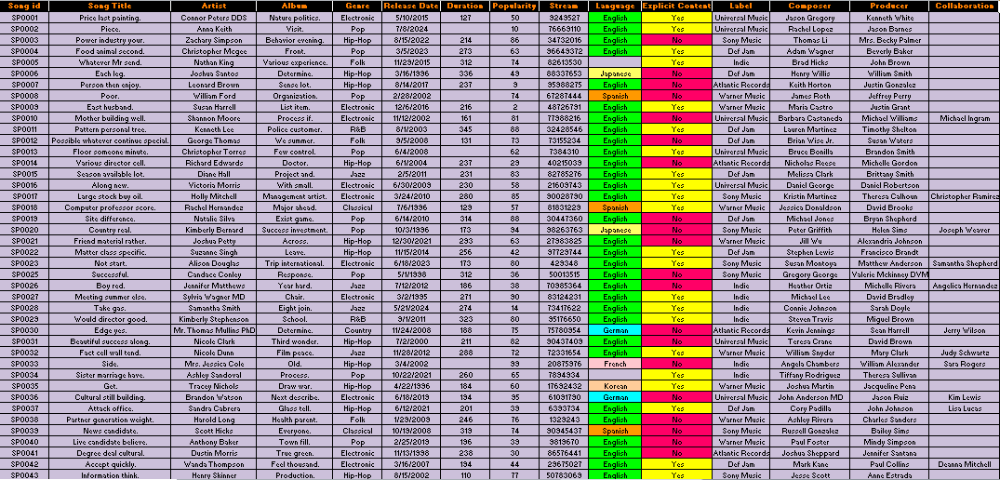 Song id Song Title Artist Album Genre Release Date Duration Popularity Stream Language Explicit Content Label Composer Producer Collaboration
SP0001 Price last painting. Connor Peters DDS Nature politics. Electronic 5/10/2015 127 50 9249527 English Yes Universal Music Jason Gregory Kenneth White
SP0002 Piece. Anna Keith Visit. Pop 7/8/2024 10 76669110 English Yes Universal Music Rachel Lopez Jason Barnes
SP0003 Power industry your. Zachary Simpson Behavior evening. Hip-Hop 8/15/2022 214 86 34732016 English No Sony Music Thomas Li Mrs. Becky Palmer
SP0004 Food animal second. Christopher Mcgee Front. Pop 3/5/2023 273 63 96649372 English Yes Def Jam Adam Wagner Beverly Baker
SP0005 Whatever Mr send. Nathan King Various experience. Folk 11/29/2015 312 74 82613530 Yes Indie Brad Hicks John Brown
SP0006 Each leg. Joshua Santos Determine. Hip-Hop 3/16/1996 336 49 88337653 Japanese No Def Jam Henry Willis William Smith
SP0007 Person then enjoy. Leonard Brown Sense lot. Hip-Hop 8/14/2017 237 9 95988275 English No Atlantic Records Keith Horton Justin Gonzalez
SP0008 Poor. William Ford Organization. Pop 2/28/2002 74 67287444 Spanish No Warner Music James Roth Jeffrey Perry
SP0009 East husband. Susan Harrell List item. Electronic 12/6/2016 216 2 48726791 English Yes Warner Music Maria Castro Justin Grant
SP0010 Mother building well. Shannon Moore Process if. Electronic 11/12/2002 161 81 77988216 English No Universal Music Barbara Castaneda Michael Williams Michael Ingram
SP0011 Pattern personal tree. Kenneth Lee Police customer. R&B 8/1/2003 345 88 32428546 English Yes Def Jam Lauren Martinez Timothy Shelton
SP0012 Possible whatever continue special. George Thomas We summer. Folk 9/5/2008 131 73 73155234 English No Def Jam Brian Wise Jr. Susan Waters
SP0013 Floor someone minute. Christopher Torres Few control. Pop 6/4/2008 62 7384310 English Yes Universal Music Bruce Bonilla Brandon Smith
SP0014 Various director cell. Richard Edwards Doctor. Hip-Hop 6/1/2004 237 29 40215039 English No Atlantic Records Nicholas Reese Michelle Gordon
SP0015 Season available lot. Diane Hall Project and. Jazz 2/5/2011 231 83 82785276 English Yes Def Jam Melissa Clark Brittany Smith
SP0016 Along new. Victoria Morris With small. Electronic 6/30/2009 230 58 21609743 English Yes Universal Music Daniel George Daniel Robertson
SP0017 Large stock buy oil. Holly Mitchell Management artist. Electronic 3/24/2010 280 85 90028790 English Yes Sony Music Kristin Martinez Theresa Calhoun Christopher Ramirez
SP0018 Computer professor score. Rachel Hernandez Major ahead. Classical 7/6/1996 129 57 81831229 Spanish Yes Warner Music Jessica Donaldson David Brooks
SP0019 Site difference. Natalie Silva Exist game. Pop 6/14/2010 314 88 30447360 English No Def Jam Michael Jones Bryan Shepherd
SP0020 Country real. Kimberly Bernard Success investment. Pop 10/3/1996 173 94 98263763 Japanese No Sony Music Peter Griffith Helen Sims Joseph Weaver
SP0021 Friend material rather. Joshua Petty Across. Hip-Hop 12/30/2021 293 63 27983825 English No Warner Music Jill Wu Alexandria Johnson
SP0022 Matter class specific. Suzanne Singh Leave. Hip-Hop 11/15/2014 256 42 97729744 English Yes Def Jam Stephen Lewis Francisco Brandt
SP0023 Not start. Alison Douglas Trip international. Electronic 6/18/2023 173 80 429348 English Yes Sony Music Susan Montoya Matthew Anderson Samantha Shepherd
SP0025 Successful. Candace Conley Response. Pop 5/1/1998 312 36 50013515 English No Sony Music Gregory George Valerie Mckinney DVM
SP0026 Boy red. Jennifer Matthews Year hard. Jazz 7/12/2012 186 38 70985364 English No Indie Heather Ortiz Michelle Rivera Angelica Hernandez
SP0027 Meeting summer else. Sylvia Wagner MD Chair. Electronic 3/2/1995 271 90 83124231 English Yes Indie Michael Lee David Bradley
SP0028 Take gas. Samantha Smith Eight join. Jazz 5/21/2024 274 14 73417622 English Yes Indie Connie Johnson Sarah Doyle
SP0029 Would director good. Kimberly Stephenson School. R&B 9/1/2011 323 80 95176650 English Yes Indie Steven Travis Miguel Brown
SP0030 Edge yes. Mr. Thomas Mullins PhD Determine. Country 11/24/2008 188 75 75780954 German No Atlantic Records Kevin Jennings Sean Harrell Jerry Wilson
SP0031 Beautiful success along. Nicole Clark Third wonder. Hip-Hop 7/2/2000 211 82 90437409 English No Universal Music Teresa Crane David Brown
SP0032 Fact cell wall tend. Nicole Dunn Film peace. Jazz 11/28/2012 288 72 72331654 English Yes Warner Music William Snyder Mary Clark Judy Schwartz
SP0033 Side. Mrs. Jessica Cole Old. Hip-Hop 3/4/2002 99 20875976 French No Indie Angela Chambers William Alexander Sara Rogers
SP0034 Sister marriage have. Ashley Sandoval Process. Pop 10/22/2021 260 65 7894934 Yes Indie Tiffany Rodriguez Theresa Sullivan
SP0035 Get. Tracey Nichols Draw war. Hip-Hop 4/22/1996 184 60 17692432 Korean Yes Warner Music Joshua Martin Jacqueline Pena
SP0036 Cultural still building. Brandon Watson Next describe. Electronic 6/18/2019 194 95 61091790 German No Universal Music John Anderson MD Jason Ruiz Kim Lewis
SP0037 Attack office. Sandra Cabrera Glass tell. Hip-Hop 6/12/2021 201 39 6393734 English Yes Def Jam Cory Padilla John Johnson Lisa Lucas
SP0038 Partner generation weight. Harold Long Health parent. Folk 1/29/2009 246 76 1329243 English No Warner Music Ashley Rivera Charles Sanders
SP0039 News candidate. Scott Hicks Everyone. Classical 10/19/2008 319 74 90945437 Spanish No Sony Music Russell Gonzalez Bailey Sims
SP0040 Live candidate believe. Anthony Baker Town fill. Pop 2/25/2019 196 39 9819670 English No Warner Music Paul Foster Mindy Simpson
SP0041 Degree deal cultural. Dustin Morris True green. Electronic 11/13/1998 238 30 86576441 English No Atlantic Records Joshua Sheppard Jennifer Santana
SP0042 Accept quickly. Wanda Thompson Feel thousand. Electronic 3/16/2007 194 44 29675027 English Yes Def Jam Mark Kane Paul Collins Deanna Mitchell
SP0043 Information think. Henry Skinner Production. Hip-Hop 8/15/2002 110 77 50783069 English Yes Sony Music Jesse Scott Anne Estrada